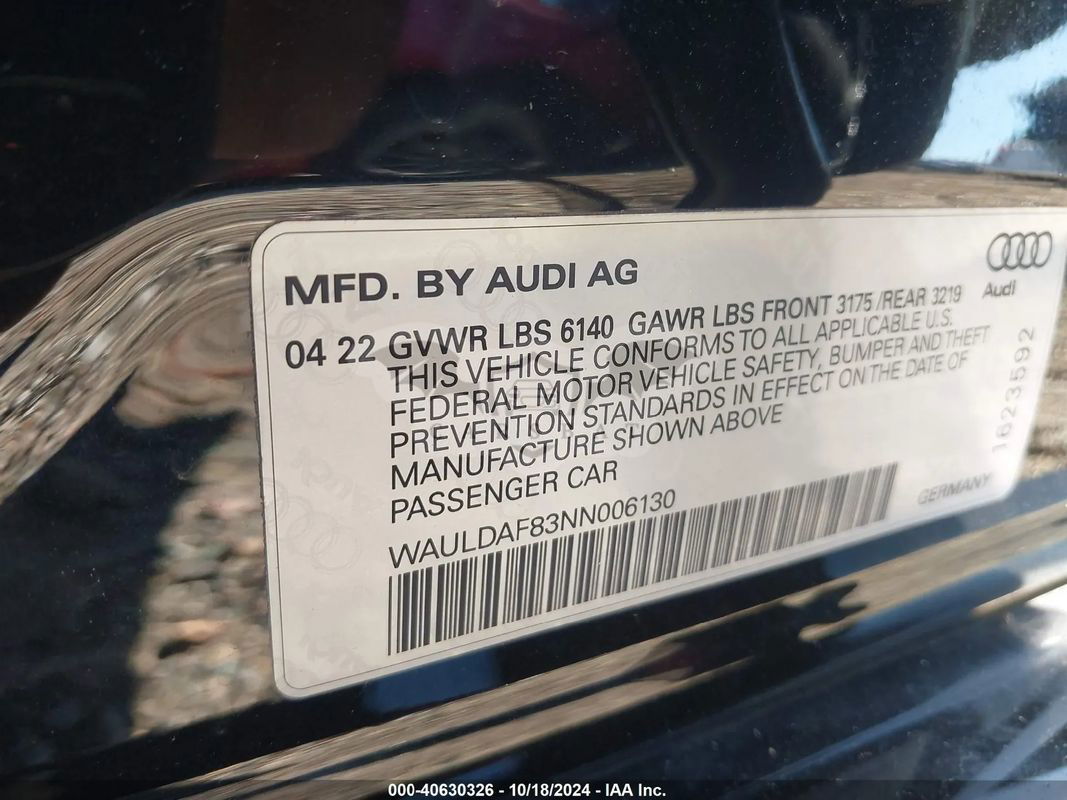 MFD. BY AUDI AG
Audi
04 22 GVWR LBS 6140 GAWR LBS FRONT 3175 /REAR 3219
THIS VEHICLE CONFORMS TO ALL APPLICABLE U.S.
FEDERAL MOTOR VEHICLE SAFETY, BUMPER AND THEFT
PREVENTION STANDARDS IN EFFECT ON THE DATE OF
MANUFACTURE SHOWN ABOVE
PASSENGER CAR
1623592
WAULDAF83NN006130
GERMANY
000-40630326 - 10/18/2024 - IAA Inc.